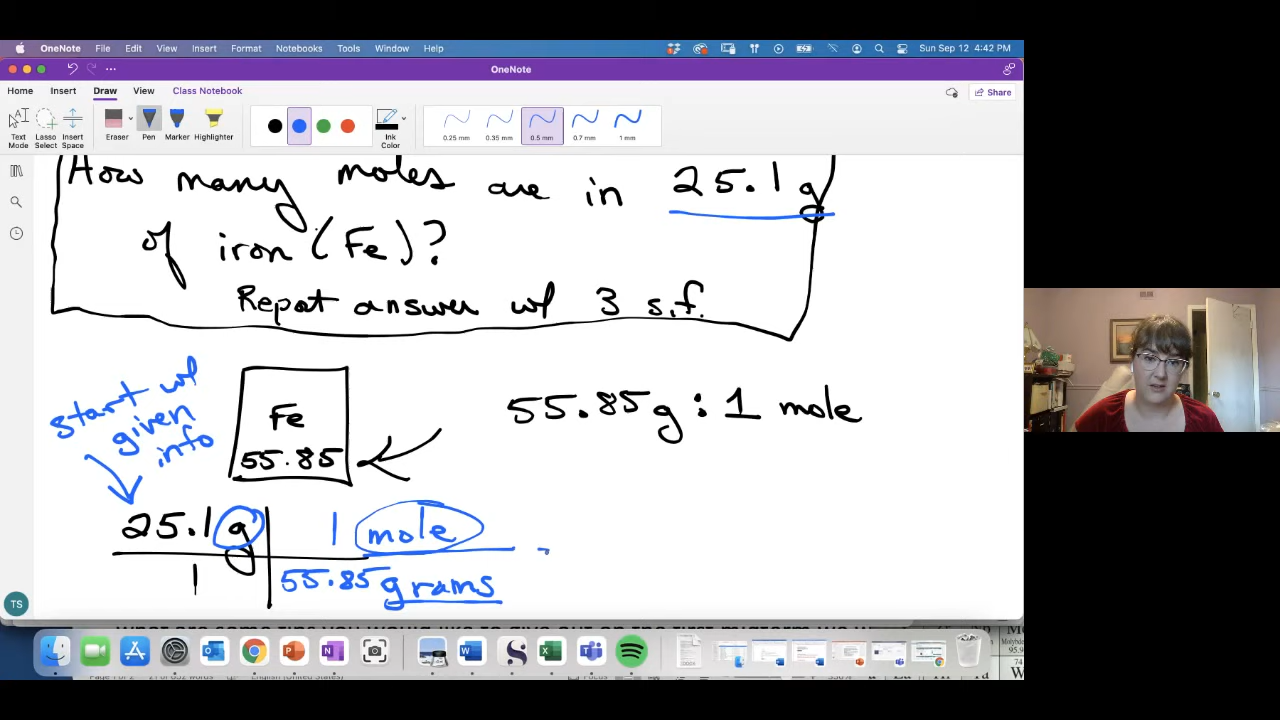 OneNote File Edit View Insert Format Notebooks Tools Window Help Sun Sep 12 4:42 PM
OneNote
Home Insert Draw View Class Notebook Share
Text Mode Lasso Select Insert Space Eraser Pen Marker Highlighter 0.25 mm 0.35 mm 0.5 mm 0.7 mm 1 mm Ink Color
How many moles are in 25.1 g
of iron (Fe)?
Report answer w/ 3 s.f.
start w/
given
info
Fe
55.85
55.85g : 1 mole
25.1 g 1 mole
1 55.85 grams
TS